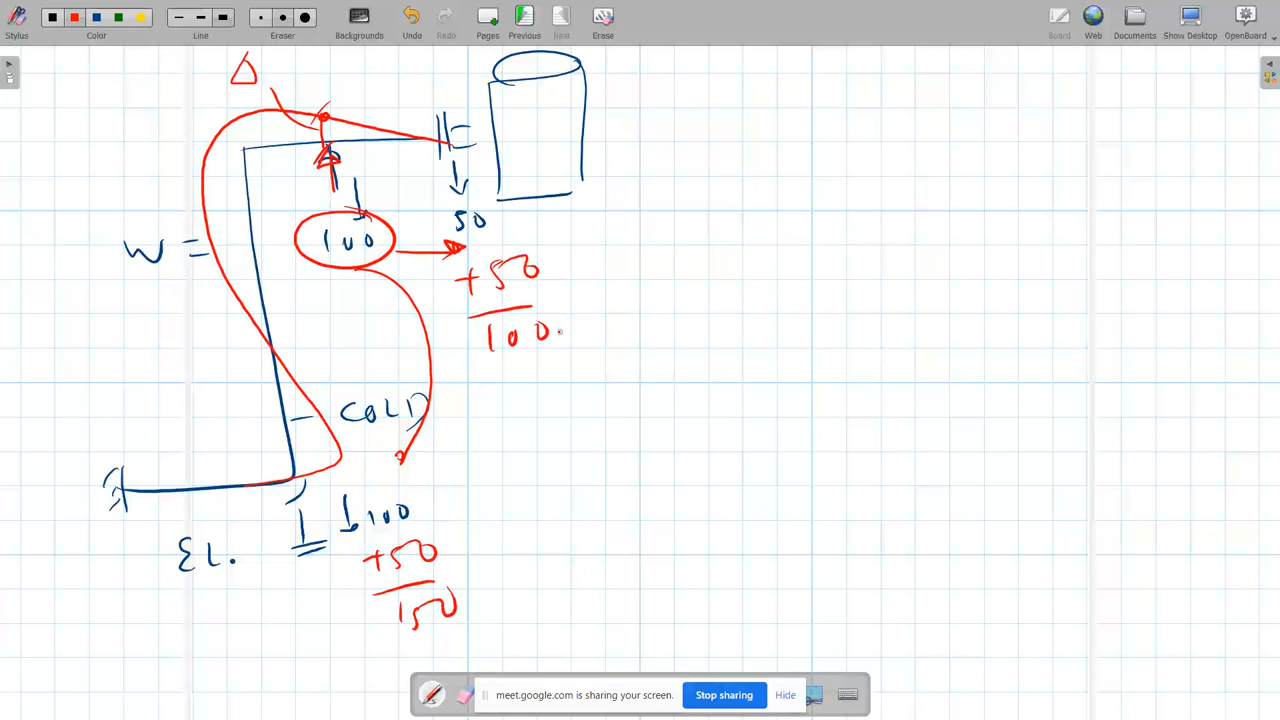 Stylus
Color
Line
Eraser
Backgrounds
Undo
Redo
Pages
Previous
Next
Erase
Board
Web
Documents
Show Desktop
OpenBoard
Δ
50
W =
100
+50
100.
COLD
100
EL.
+50
150
meet.google.com is sharing your screen.
Stop sharing
Hide